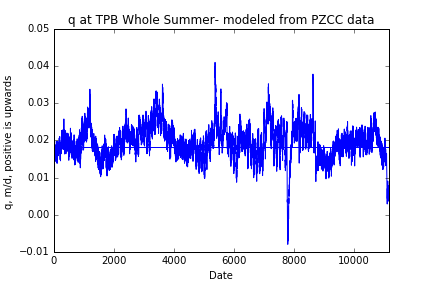 q at TPB Whole Summer- modeled from PZCC data
0.05
0.04
0.03
0.02
0.01
0.00
−0.01
q, m/d, positive is upwards
0 2000 4000 6000 8000 10000
Date